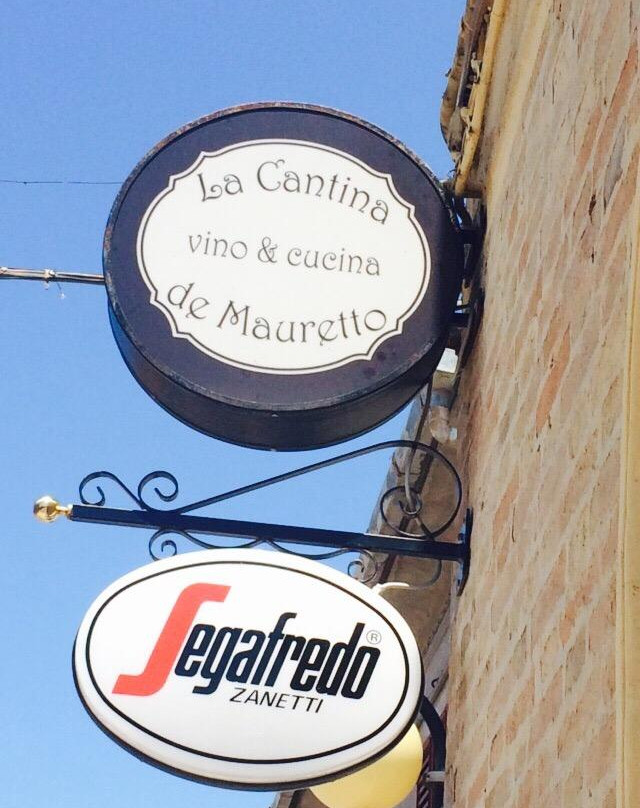 La Cantina
vino & cucina
de Mauretto
Segafredo®
ZANETTI